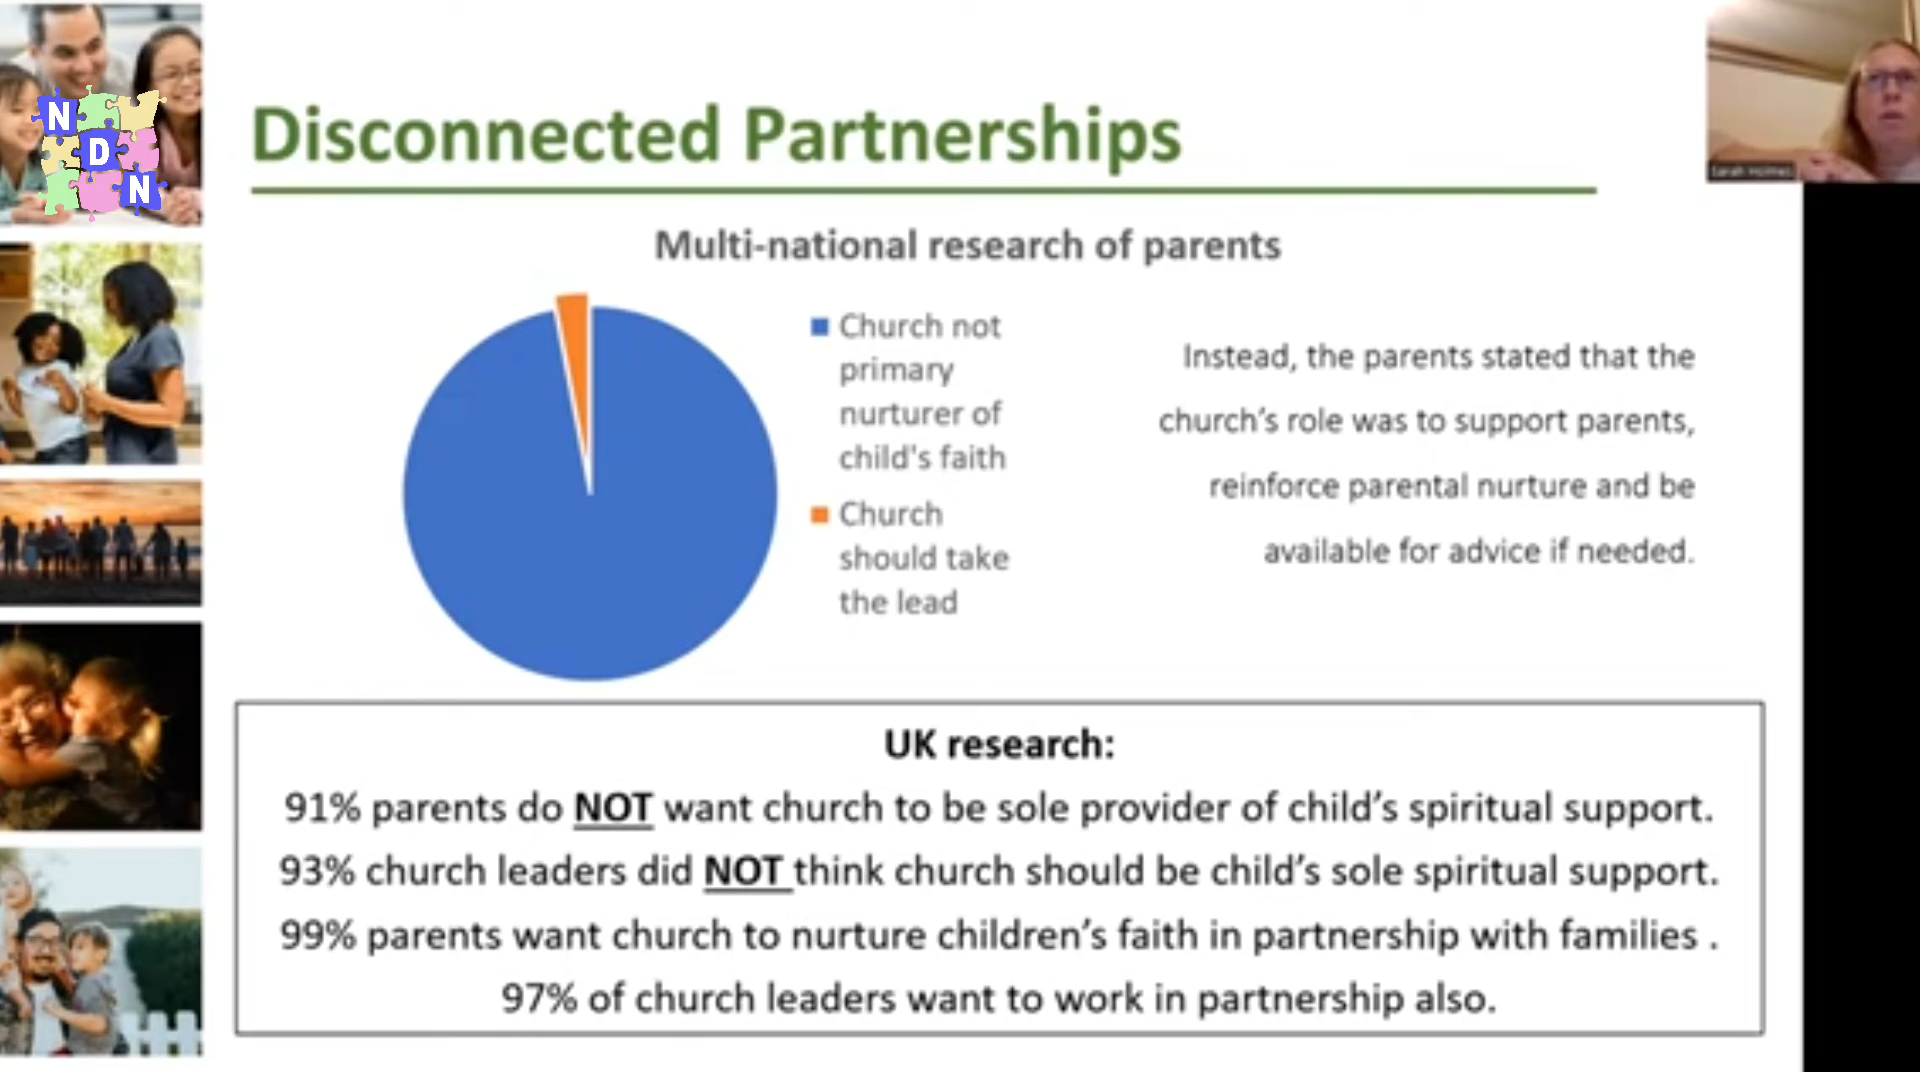 N
D
N
Disconnected Partnerships
Sarah Holmes
Multi-national research of parents
Church not
primary
nurturer of
child's faith
Church
should take
the lead
Instead, the parents stated that the
church's role was to support parents,
reinforce parental nurture and be
available for advice if needed.
UK research:
91% parents do NOT want church to be sole provider of child's spiritual support.
93% church leaders did NOT think church should be child's sole spiritual support.
99% parents want church to nurture children's faith in partnership with families .
97% of church leaders want to work in partnership also.